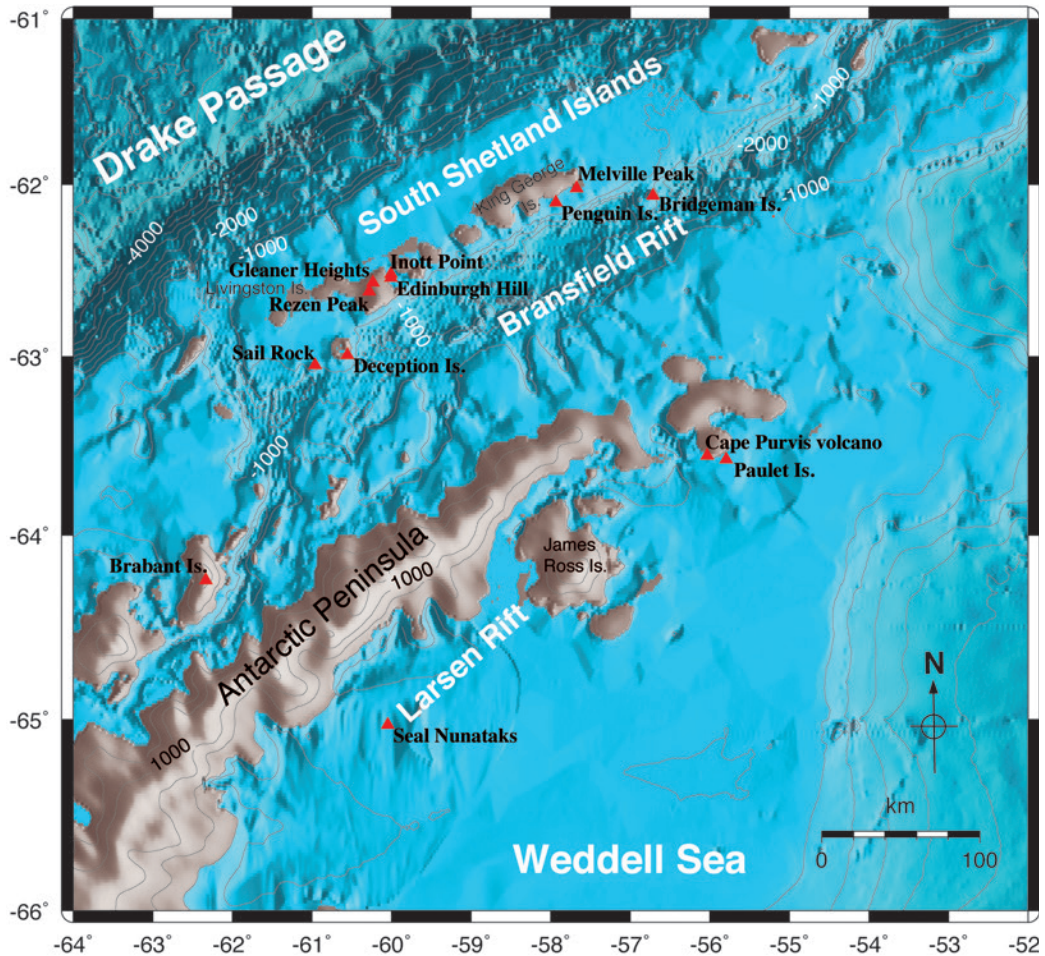 -61°
Drake Passage
South Shetland Islands
-1000
-2000
-62°
King George
Is.
Melville Peak
Penguin Is.
Bridgeman Is.
-1000
-4000
-2000
-1000
Bransfield Rift
Inott Point
Gleaner Heights
Livingston Is.
Edinburgh Hill
Rezen Peak
1000
-63°
Sail Rock
Deception Is.
-1000
Cape Purvis volcano
Paulet Is.
-64°
Brabant Is.
Antarctic Peninsula
1000
James
Ross Is.
Larsen Rift
N
-65°
Seal Nunataks
1000
km
0
100
Weddell Sea
-66°
-64°
-63°
-62°
-61°
-60°
-59°
-58°
-57°
-56°
-55°
-54°
-53°
-52°